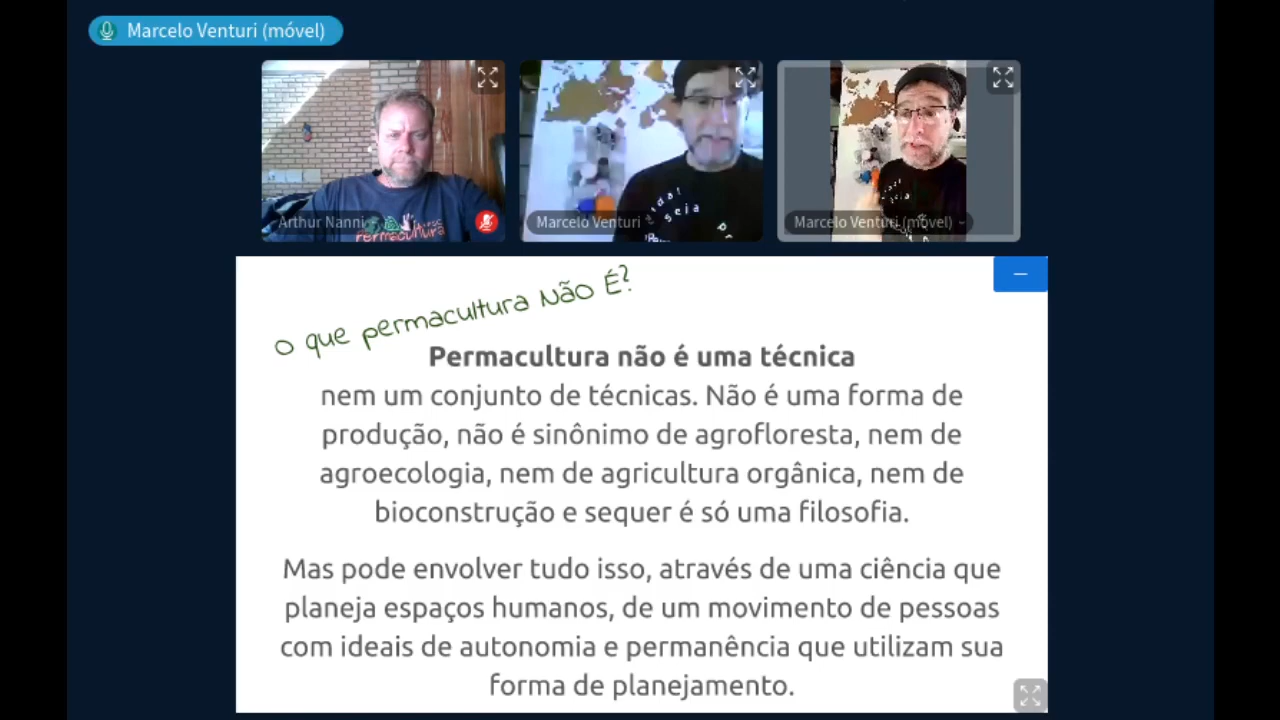 Marcelo Venturi (móvel)
Arthur Nanni
Marcelo Venturi
Marcelo Venturi (móvel)
Permacultura
O que permacultura NÃO É?
Permacultura não é uma técnica
nem um conjunto de técnicas. Não é uma forma de
produção, não é sinônimo de agrofloresta, nem de
agroecologia, nem de agricultura orgânica, nem de
bioconstrução e sequer é só uma filosofia.
Mas pode envolver tudo isso, através de uma ciência que
planeja espaços humanos, de um movimento de pessoas
com ideais de autonomia e permanência que utilizam sua
forma de planejamento.